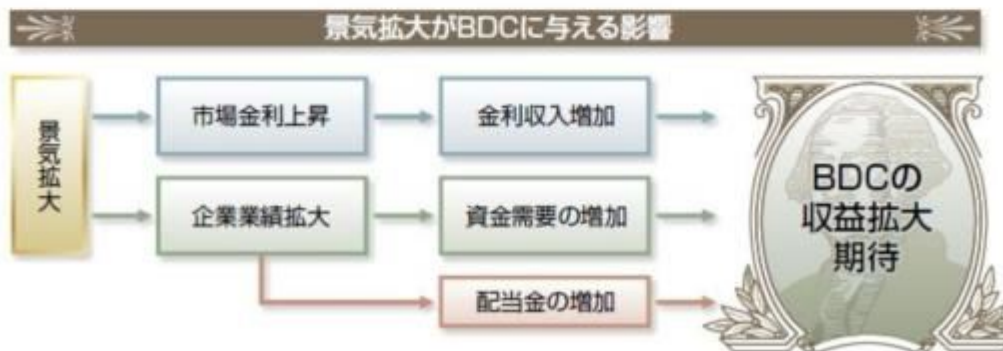 景気拡大がBDCに与える影響
景気拡大
市場金利上昇
金利収入増加
企業業績拡大
資金需要の増加
配当金の増加
BDCの
収益拡大
期待